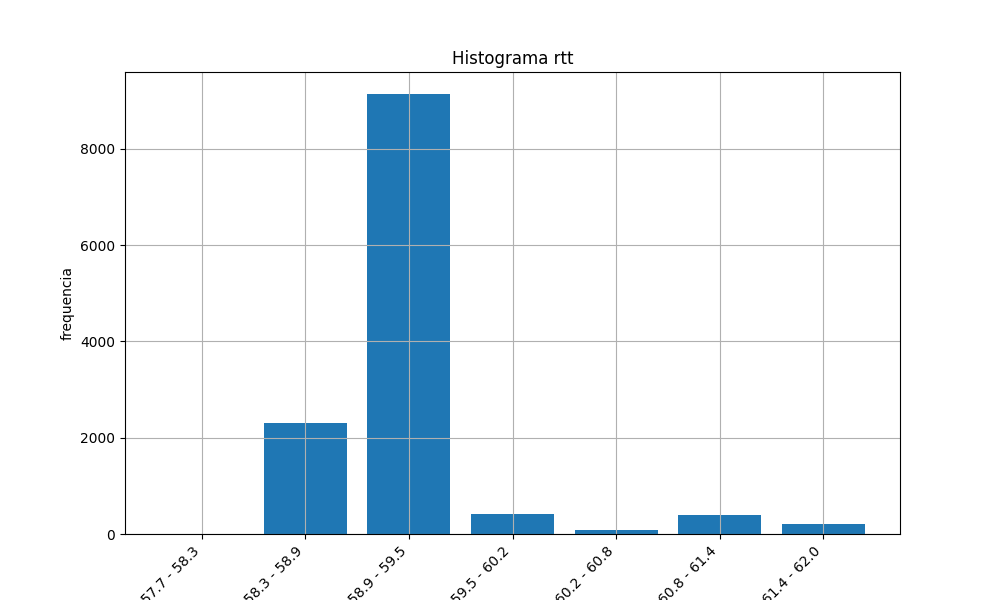 Histograma rtt
frequencia
8000
6000
4000
2000
0
57.7 - 58.3
58.3 - 58.9
58.9 - 59.5
59.5 - 60.2
60.2 - 60.8
60.8 - 61.4
61.4 - 62.0